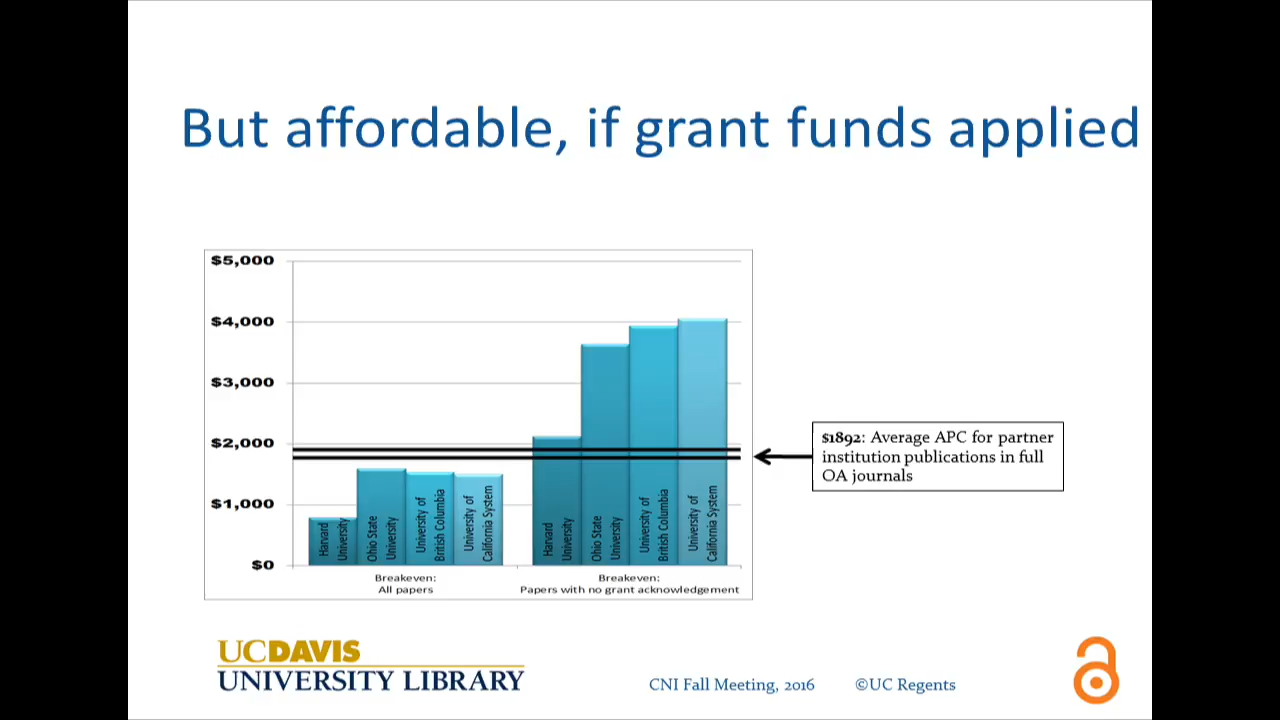 But affordable, if grant funds applied
$5,000
$4,000
$3,000
$2,000
$1,000
$0
Harvard
University
Ohio State
University
University of
British Columbia
University of
California System
Harvard
University
Ohio State
University
University of
British Columbia
University of
California System
Breakeven:
All papers
Breakeven:
Papers with no grant acknowledgement
$1892: Average APC for partner
institution publications in full
OA journals
UCDAVIS
UNIVERSITY LIBRARY
CNI Fall Meeting, 2016
©UC Regents